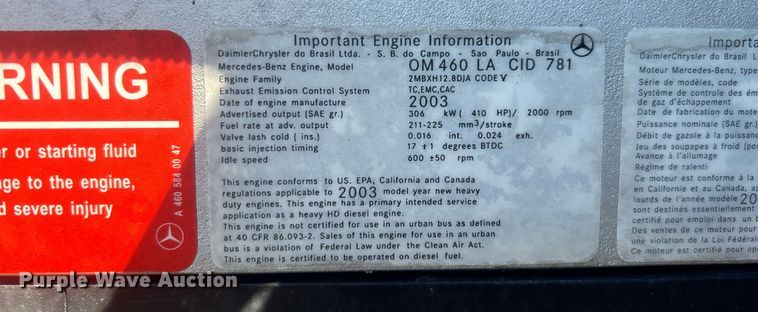 RNING
er or starting fluid
age to the engine,
d severe injury
A 460 584 00 47
Important Engine Information
DaimlerChrysler do Brasil Ltda. - S. B. do Campo - Sao Paulo - Brasil
Mercedes-Benz Engine, Model OM 460 LA CID 781
Engine Family 2MBXH12.8DJA CODE V
Exhaust Emission Control System TC,EMC,CAC
Date of engine manufacture 2003
Advertised output (SAE gr.) 306 kW ( 410 HP)/ 2000 rpm
Fuel rate at adv. output 211-225 mm³/stroke
Valve lash cold ( ins.) 0.016 int. 0.024 exh.
basic injection timing 17 ±1 degrees BTDC
Idle speed 600 ±50 rpm
This engine conforms to US. EPA, California and Canada
regulations applicable to 2003 model year new heavy
duty engines. This engine has a primary intended service
application as a heavy HD diesel engine.
This engine is not certified for use in an urban bus as defined
at 40 CFR 86.093-2. Sales of this engine for use in an urban
bus is a violation of Federal Law under the Clean Air Act.
This engine is certified to be operated on diesel fuel.
Im
DaimlerChrysler do Brasil Ltda.
Moteur Mercedes-Benz, type
Famille de moteur
Système de contrôle des ém
de gaz d'échappement
Date de fabrication du mote
Puissance nominale (SAE gr
Débit de gazole à la puissan
Jeu des soupapes à froid (po
Avance à l'allumage
Régime de ralenti
Ce moteur est conforme à la
en Californie et au Canada, ap
lourds de l'année modèle 20
sont destinés essentiellement
certifié pour emploi dans un b
Des ventes de ce moteur pour
une violation de la Loi Fédérale
Ce moteur est certifié pour opé
Purple Wave Auction